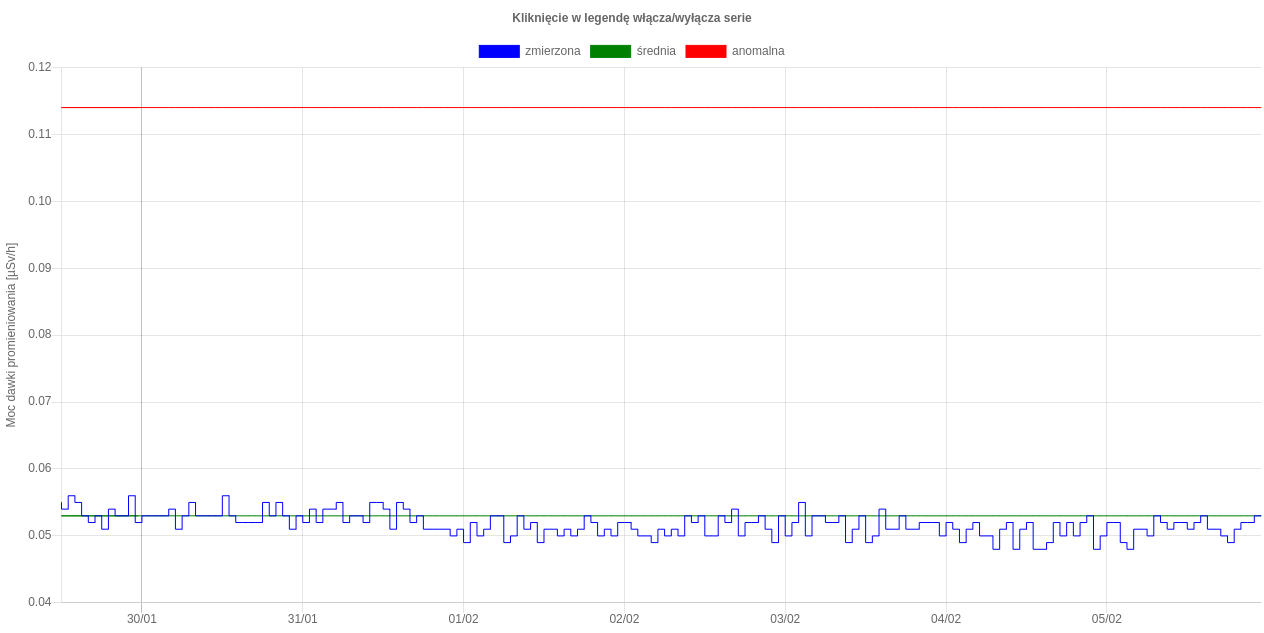 Kliknięcie w legendę włącza/wyłącza serie
zmierzona średnia anomalna
Moc dawki promieniowania [µSv/h]
0.12
0.11
0.10
0.09
0.08
0.07
0.06
0.05
0.04
30/01 31/01 01/02 02/02 03/02 04/02 05/02